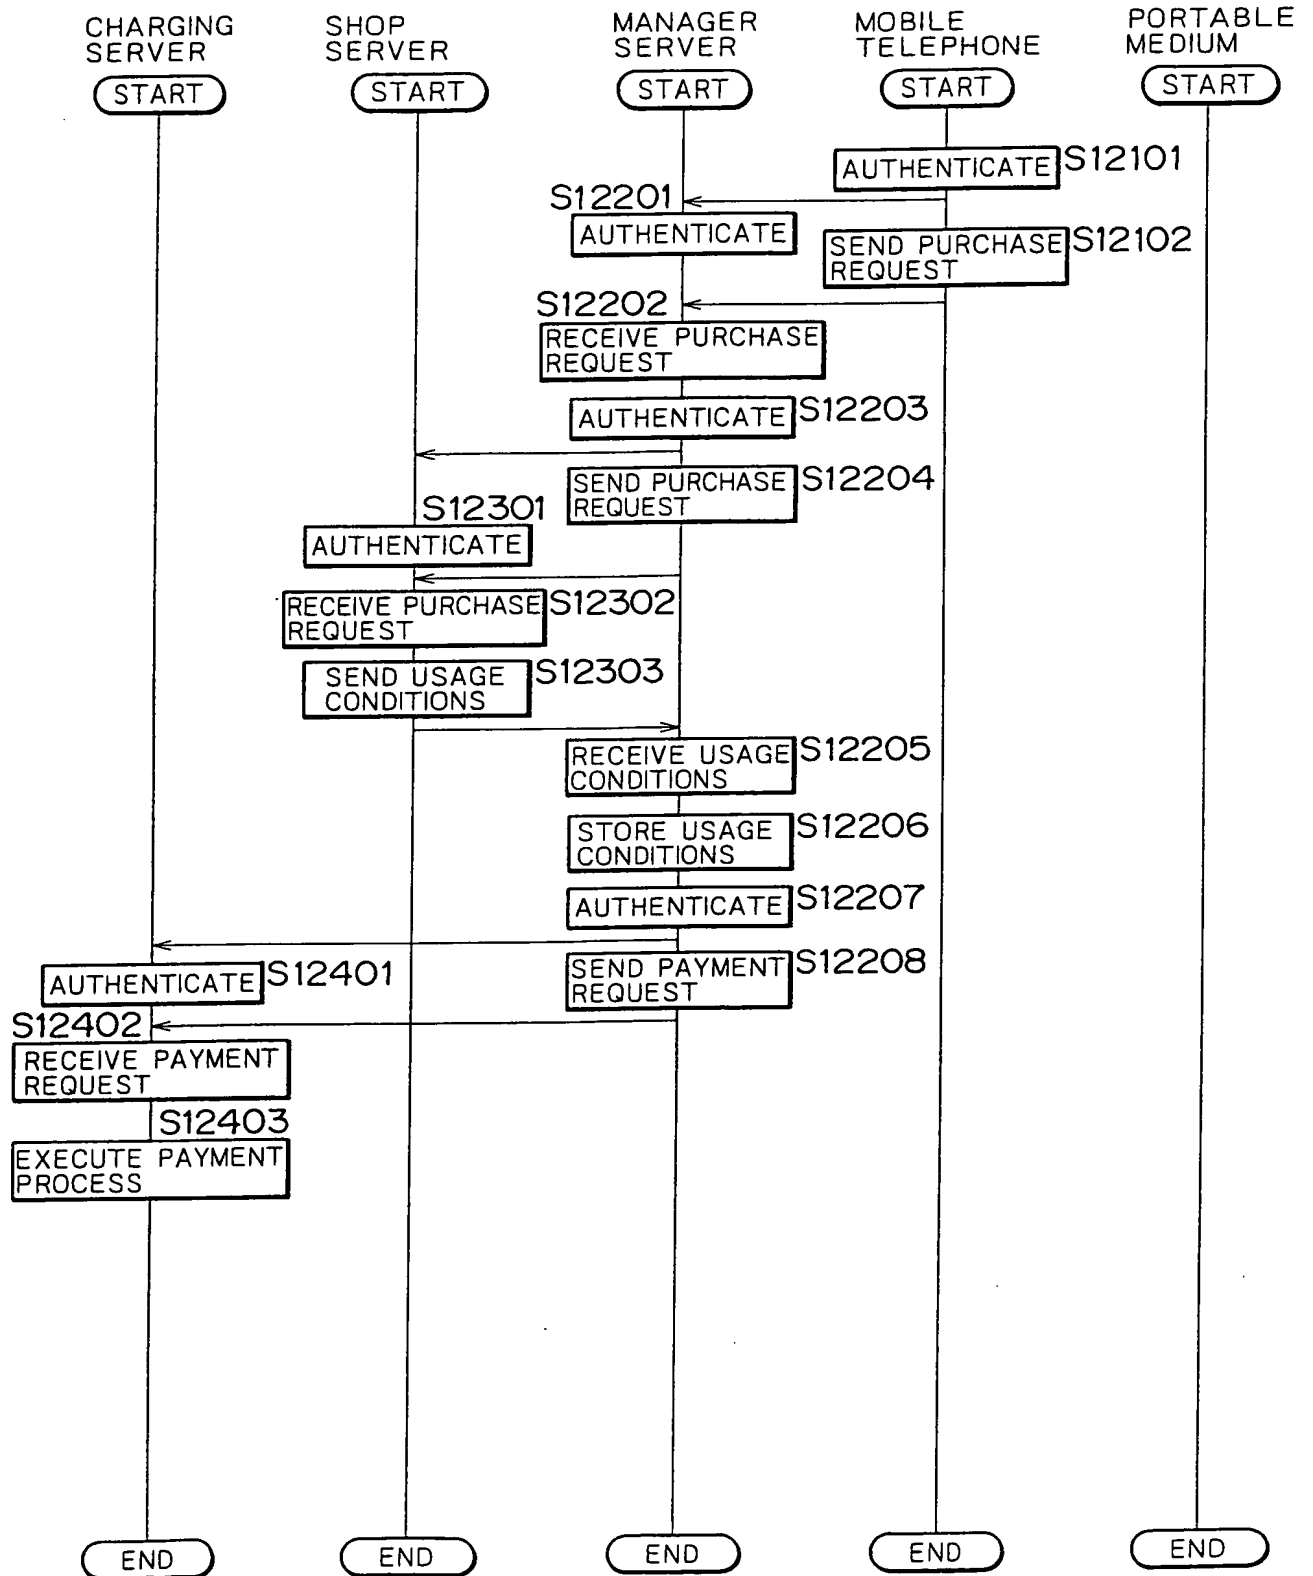 CHARGING
SERVER
SHOP
SERVER
MANAGER
SERVER
MOBILE
TELEPHONE
PORTABLE
MEDIUM
START
START
START
START
START
AUTHENTICATE
S12101
S12201
AUTHENTICATE
SEND PURCHASE
REQUEST
S12102
S12202
RECEIVE PURCHASE
REQUEST
AUTHENTICATE
S12203
SEND PURCHASE
REQUEST
S12204
S12301
AUTHENTICATE
RECEIVE PURCHASE
REQUEST
S12302
SEND USAGE
CONDITIONS
S12303
RECEIVE USAGE
CONDITIONS
S12205
STORE USAGE
CONDITIONS
S12206
AUTHENTICATE
S12207
AUTHENTICATE
S12401
SEND PAYMENT
REQUEST
S12208
S12402
RECEIVE PAYMENT
REQUEST
S12403
EXECUTE PAYMENT
PROCESS
END
END
END
END
END